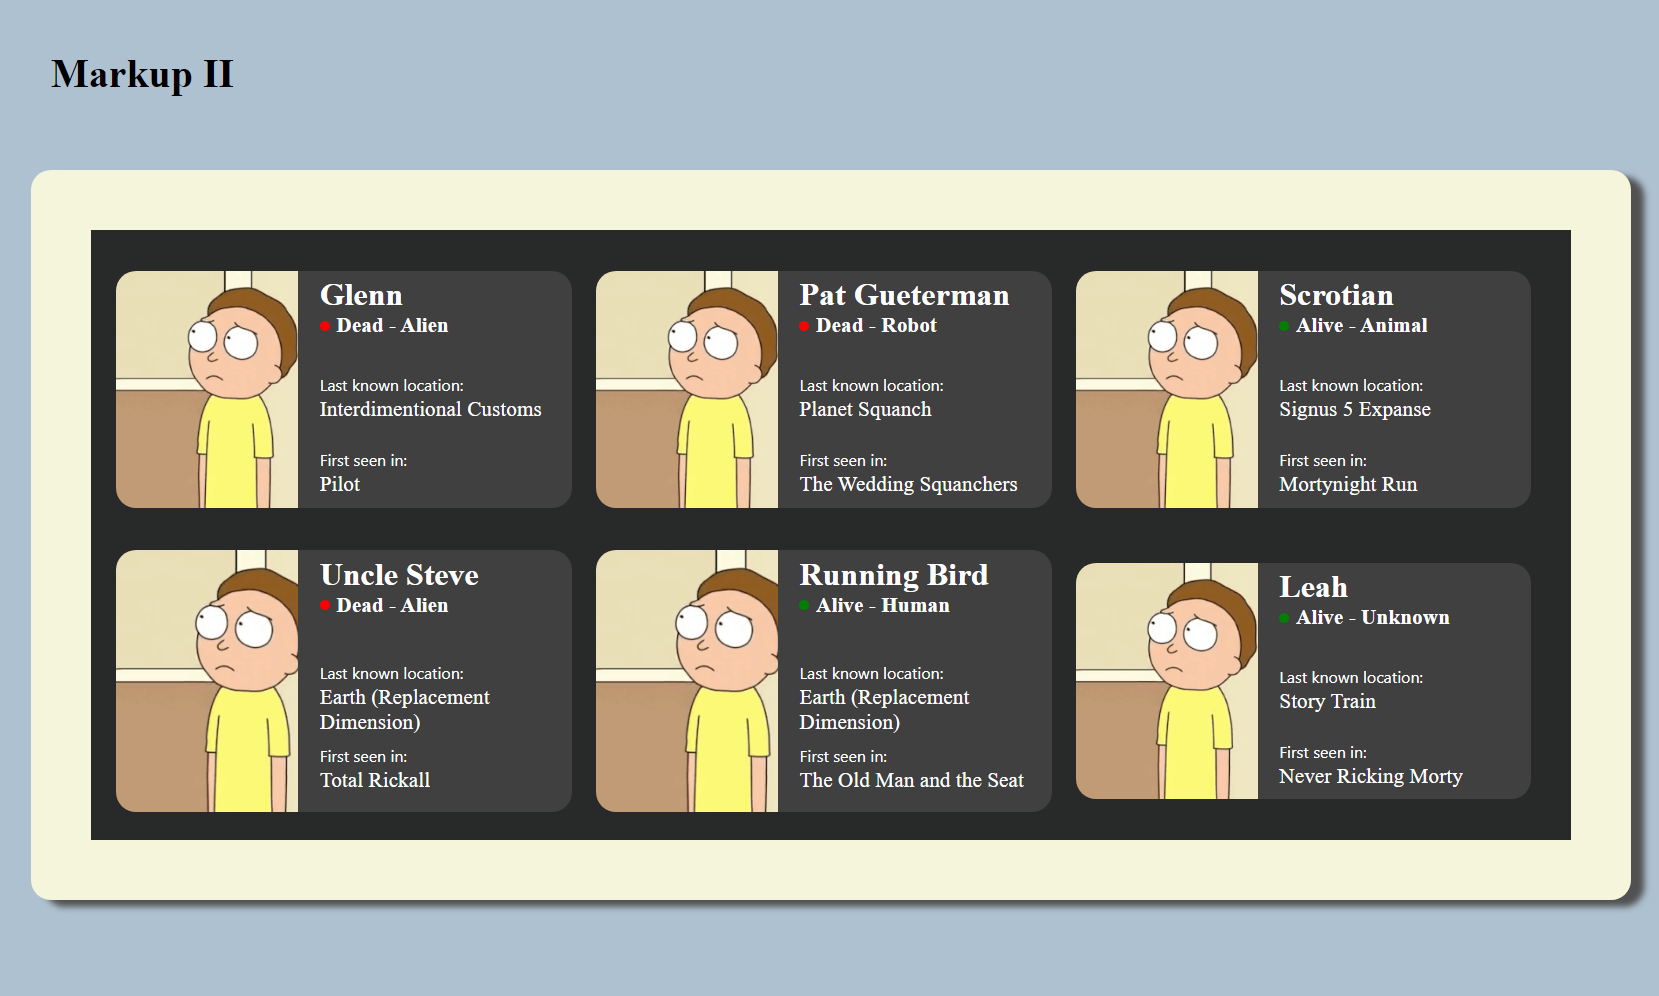 Markup II
Glenn
Dead - Alien
Last known location:
Interdimentional Customs
First seen in:
Pilot
Pat Gueterman
Dead - Robot
Last known location:
Planet Squanch
First seen in:
The Wedding Squanchers
Scrotian
Alive - Animal
Last known location:
Signus 5 Expanse
First seen in:
Mortynight Run
Uncle Steve
Dead - Alien
Last known location:
Earth (Replacement
Dimension)
First seen in:
Total Rickall
Running Bird
Alive - Human
Last known location:
Earth (Replacement
Dimension)
First seen in:
The Old Man and the Seat
Leah
Alive - Unknown
Last known location:
Story Train
First seen in:
Never Ricking Morty